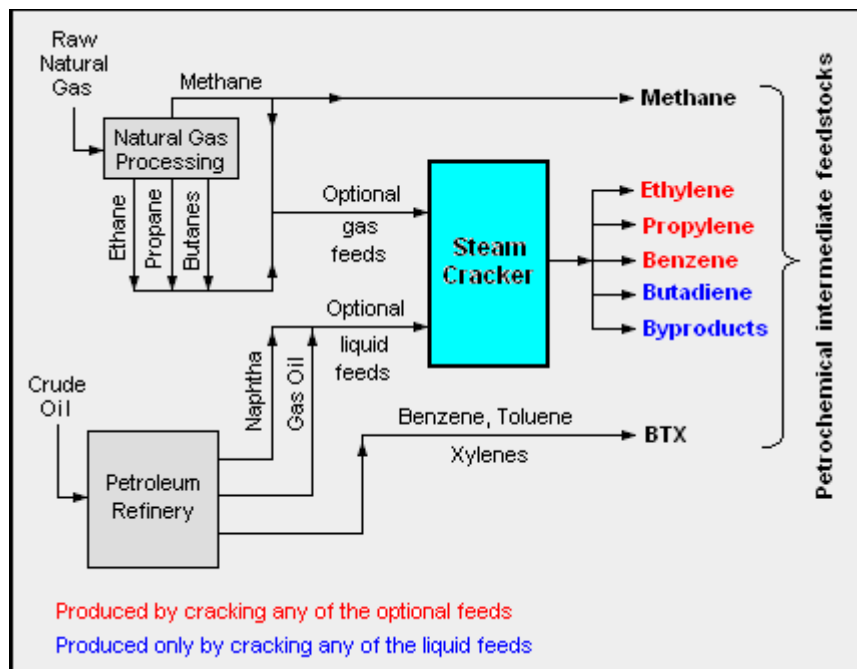 Raw
Natural
Gas
Methane
Methane
Natural Gas
Processing
Ethane
Propane
Butanes
Optional
gas
feeds
Steam
Cracker
Ethylene
Propylene
Benzene
Butadiene
Byproducts
Optional
liquid
feeds
Naphtha
Gas Oil
Crude
Oil
Petroleum
Refinery
Benzene, Toluene
Xylenes
BTX
Petrochemical intermediate feedstocks
Produced by cracking any of the optional feeds
Produced only by cracking any of the liquid feeds